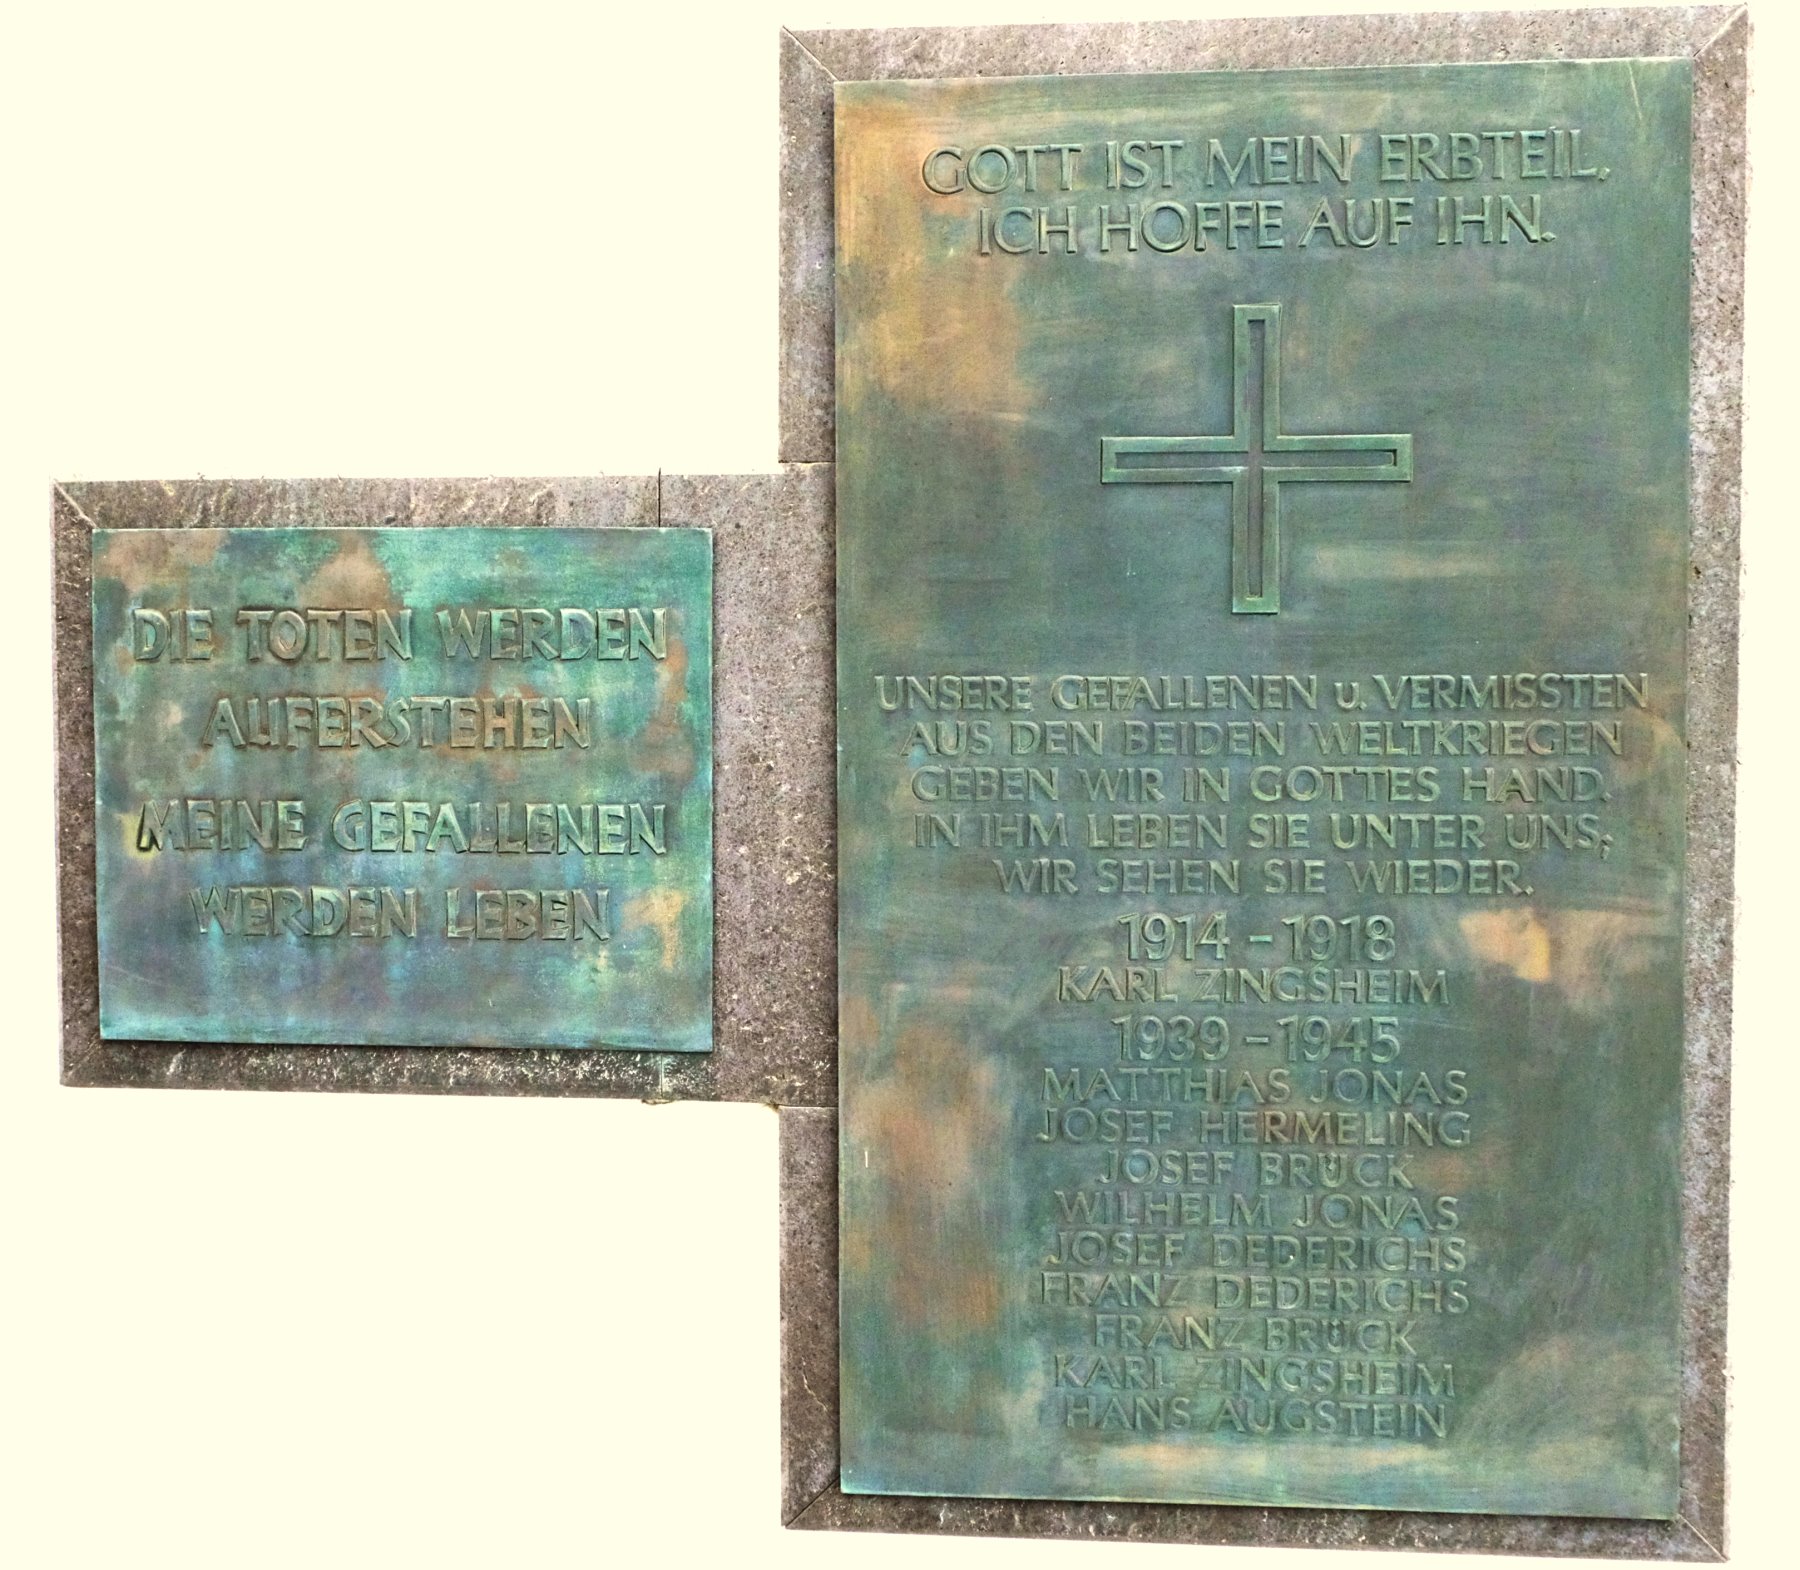 DIE TOTEN WERDEN
AUFERSTEHEN
MEINE GEFALLENEN
WERDEN LEBEN
GOTT IST MEIN ERBTEIL,
ICH HOFFE AUF IHN.
UNSERE GEFALLENEN U. VERMISSTEN
AUS DEN BEIDEN WELTKRIEGEN
GEBEN WIR IN GOTTES HAND.
IN IHM LEBEN SIE UNTER UNS;
WIR SEHEN SIE WIEDER.
1914 - 1918
KARL ZINGSHEIM
1939 - 1945
MATTHIAS JONAS
JOSEF HERMELING
JOSEF BRÜCK
WILHELM JONAS
JOSEF DEDERICHS
FRANZ DEDERICHS
FRANZ BRÜCK
KARL ZINGSHEIM
HANS AUGSTEIN